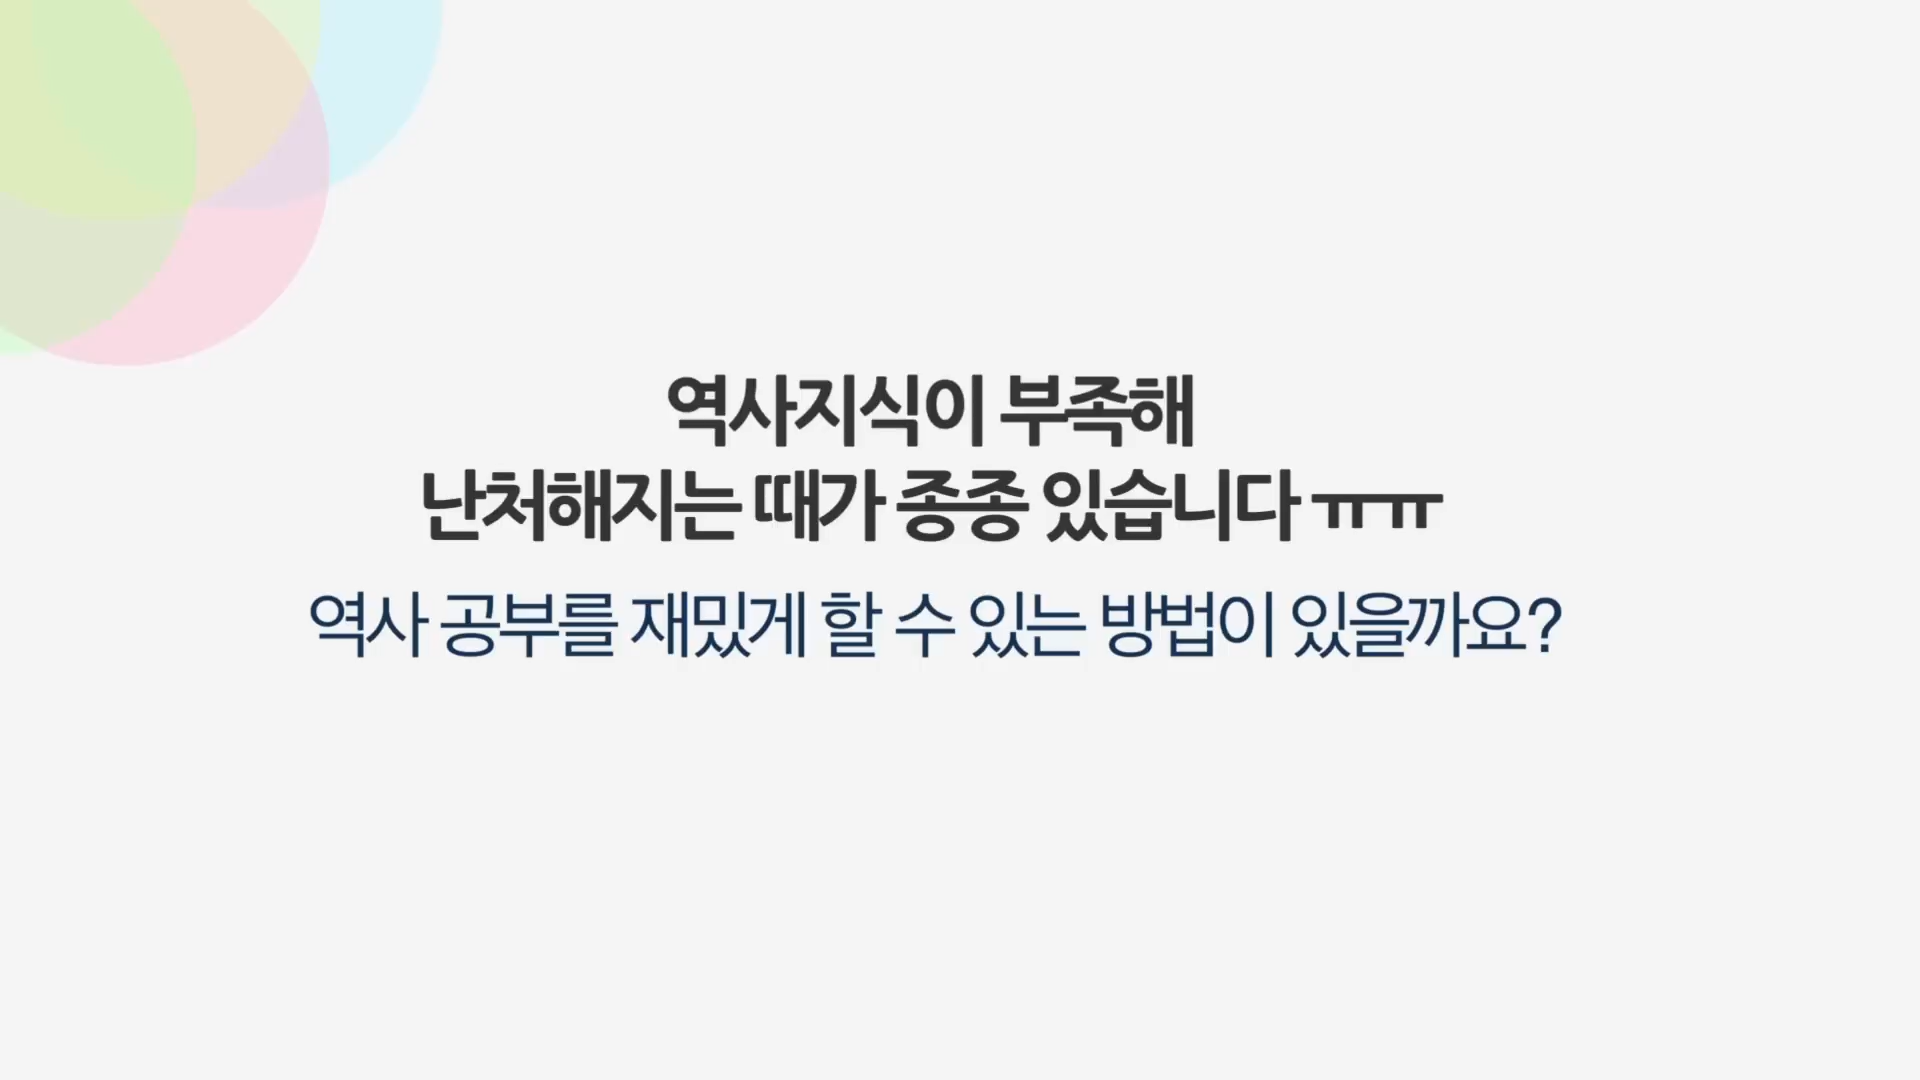 역사지식이 부족해
난처해지는 때가 종종 있습니다 ㅠㅠ
역사 공부를 재밌게 할 수 있는 방법이 있을까요?